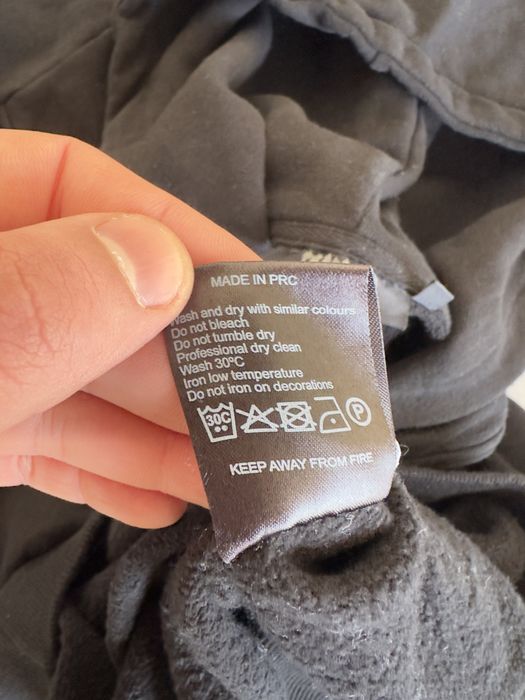 MADE IN PRC
Wash and dry with similar colours
Do not bleach
Do not tumble dry
Professional dry clean
Wash 30ºC
Iron low temperature
Do not iron on decorations
30C P
KEEP AWAY FROM FIRE